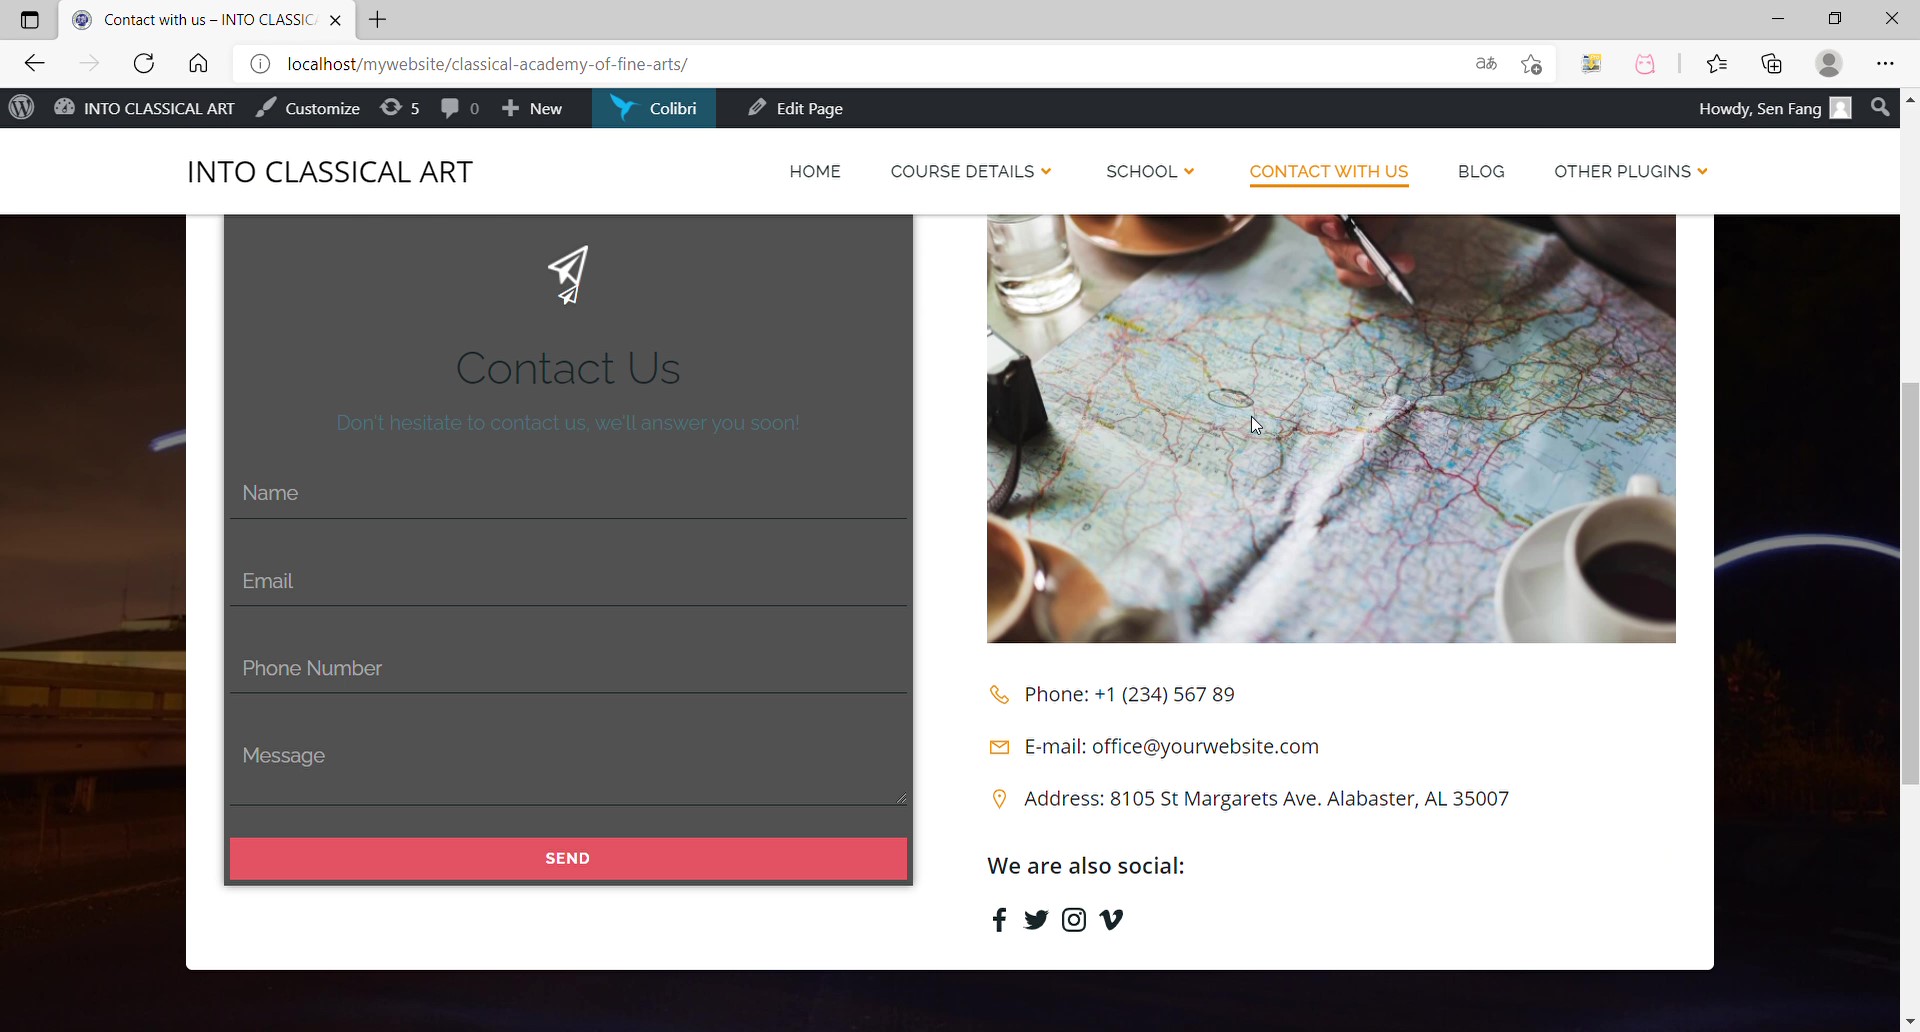 Contact with us – INTO CLASSIC
localhost/mywebsite/classical-academy-of-fine-arts/
aあ
INTO CLASSICAL ART Customize 5 0 New Colibri Edit Page Howdy, Sen Fang
INTO CLASSICAL ART
HOME COURSE DETAILS SCHOOL CONTACT WITH US BLOG OTHER PLUGINS
Contact Us
Don't hesitate to contact us, we'll answer you soon!
Name
Email
Phone Number
Message
SEND
Phone: +1 (234) 567 89
E-mail: office@yourwebsite.com
Address: 8105 St Margarets Ave. Alabaster, AL 35007
We are also social: